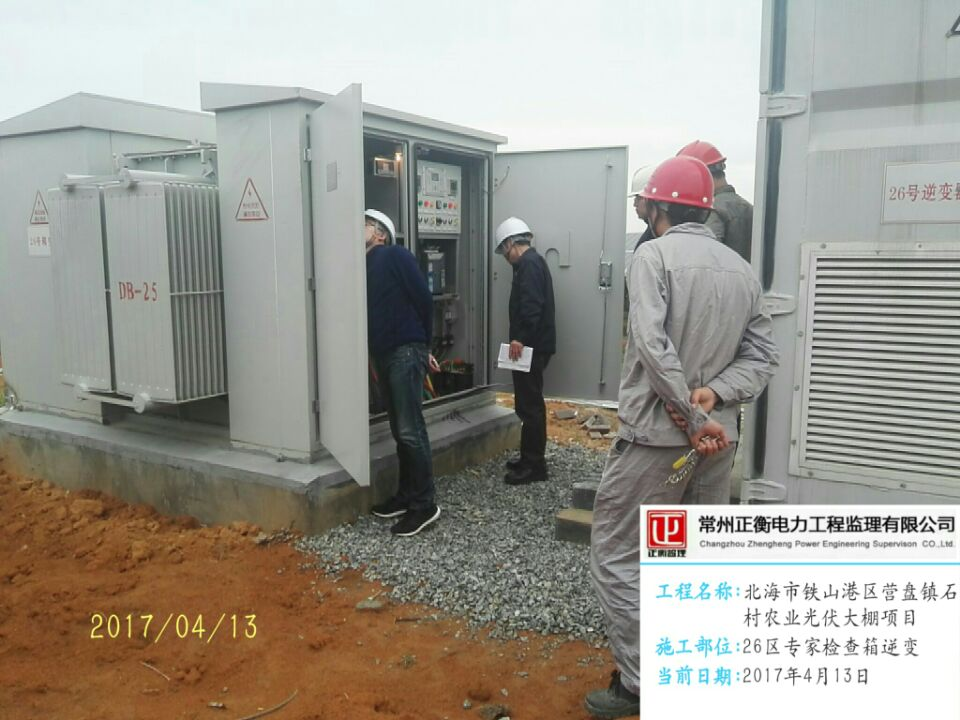 26号逆变器
DB-25
2017/04/13
正衡管理
常州正衡电力工程监理有限公司
Changzhou Zhengheng Power Engineering Supervison CO.,Ltd.
工程名称:北海市铁山港区营盘镇石
村农业光伏大棚项目
施工部位:26区专家检查箱逆变
当前日期:2017年4月13日